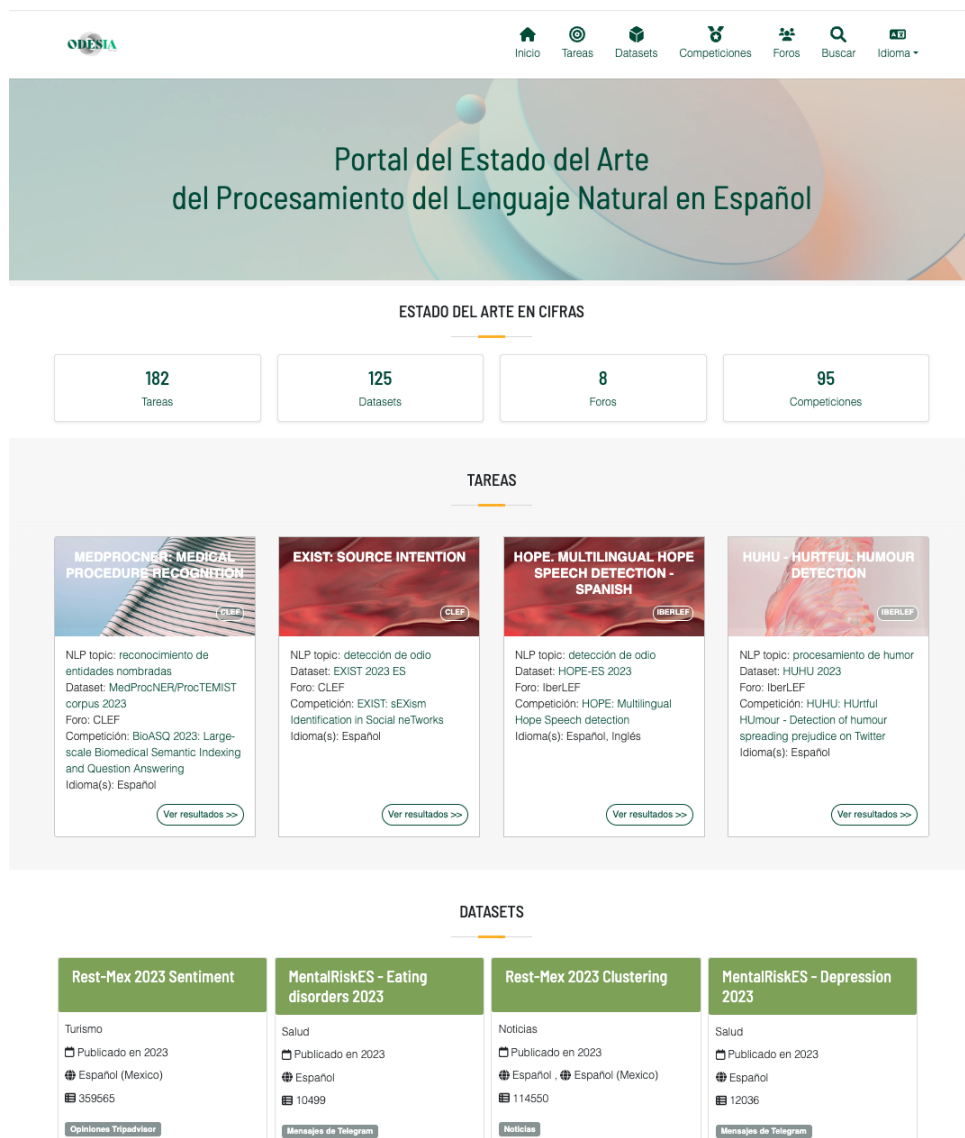 ODESIA
Inicio
Tareas
Datasets
Competiciones
Foros
Buscar
Idioma
Portal del Estado del Arte
del Procesamiento del Lenguaje Natural en Español
ESTADO DEL ARTE EN CIFRAS
182
Tareas
125
Datasets
8
Foros
95
Competiciones
TAREAS
MEDPROCNER: MEDICAL
PROCEDURE RECOGNITION
CLEF
NLP topic: reconocimiento de
entidades nombradas
Dataset: MedProcNER/ProcTEMIST
corpus 2023
Foro: CLEF
Competición: BioASQ 2023: Large-
scale Biomedical Semantic Indexing
and Question Answering
Idioma(s): Español
Ver resultados >>
EXIST: SOURCE INTENTION
CLEF
NLP topic: detección de odio
Dataset: EXIST 2023 ES
Foro: CLEF
Competición: EXIST: sEXism
Identification in Social neTworks
Idioma(s): Español
Ver resultados >>
HOPE. MULTILINGUAL HOPE
SPEECH DETECTION -
SPANISH
IBERLEF
NLP topic: detección de odio
Dataset: HOPE-ES 2023
Foro: IberLEF
Competición: HOPE: Multilingual
Hope Speech detection
Idioma(s): Español, Inglés
Ver resultados >>
HUHU - HURTFUL HUMOUR
DETECTION
IBERLEF
NLP topic: procesamiento de humor
Dataset: HUHU 2023
Foro: IberLEF
Competición: HUHU: HUrtful
HUmour - Detection of humour
spreading prejudice on Twitter
Idioma(s): Español
Ver resultados >>
DATASETS
Rest-Mex 2023 Sentiment
Turismo
Publicado en 2023
Español (Mexico)
359565
Opiniones Tripadvisor
MentalRiskES - Eating
disorders 2023
Salud
Publicado en 2023
Español
10499
Mensajes de Telegram
Rest-Mex 2023 Clustering
Noticias
Publicado en 2023
Español , Español (Mexico)
114550
Noticias
MentalRiskES - Depression
2023
Salud
Publicado en 2023
Español
12036
Mensajes de Telegram